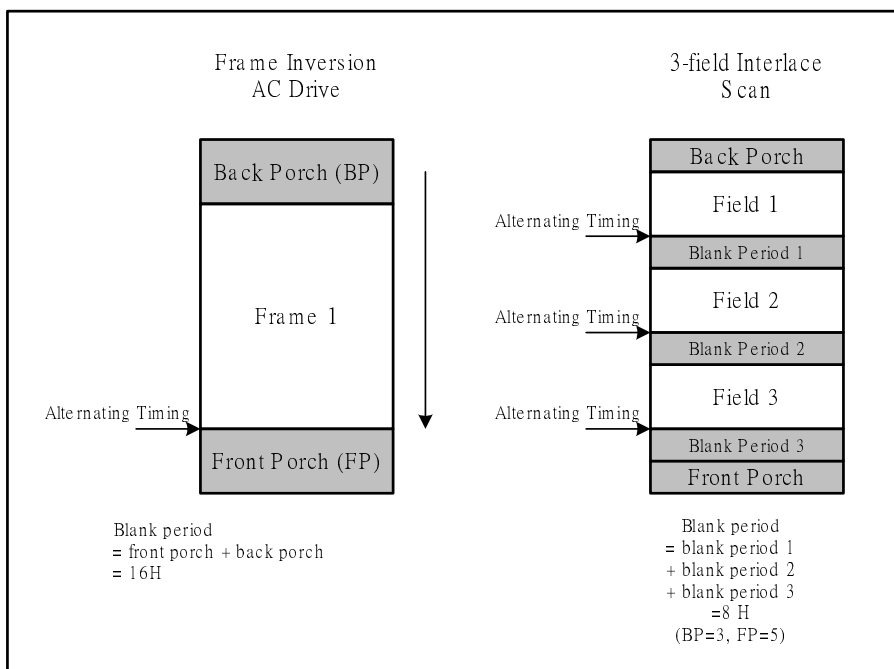 Frame Inversion
AC Drive
Back Porch (BP)
Frame 1
Alternating Timing
Front Porch (FP)
Blank period
= front porch + back porch
= 16H
3-field Interlace
Scan
Back Porch
Field 1
Alternating Timing
Blank Period 1
Field 2
Alternating Timing
Blank Period 2
Field 3
Alternating Timing
Blank Period 3
Front Porch
Blank period
= blank period 1
+ blank period 2
+ blank period 3
=8 H
(BP=3, FP=5)